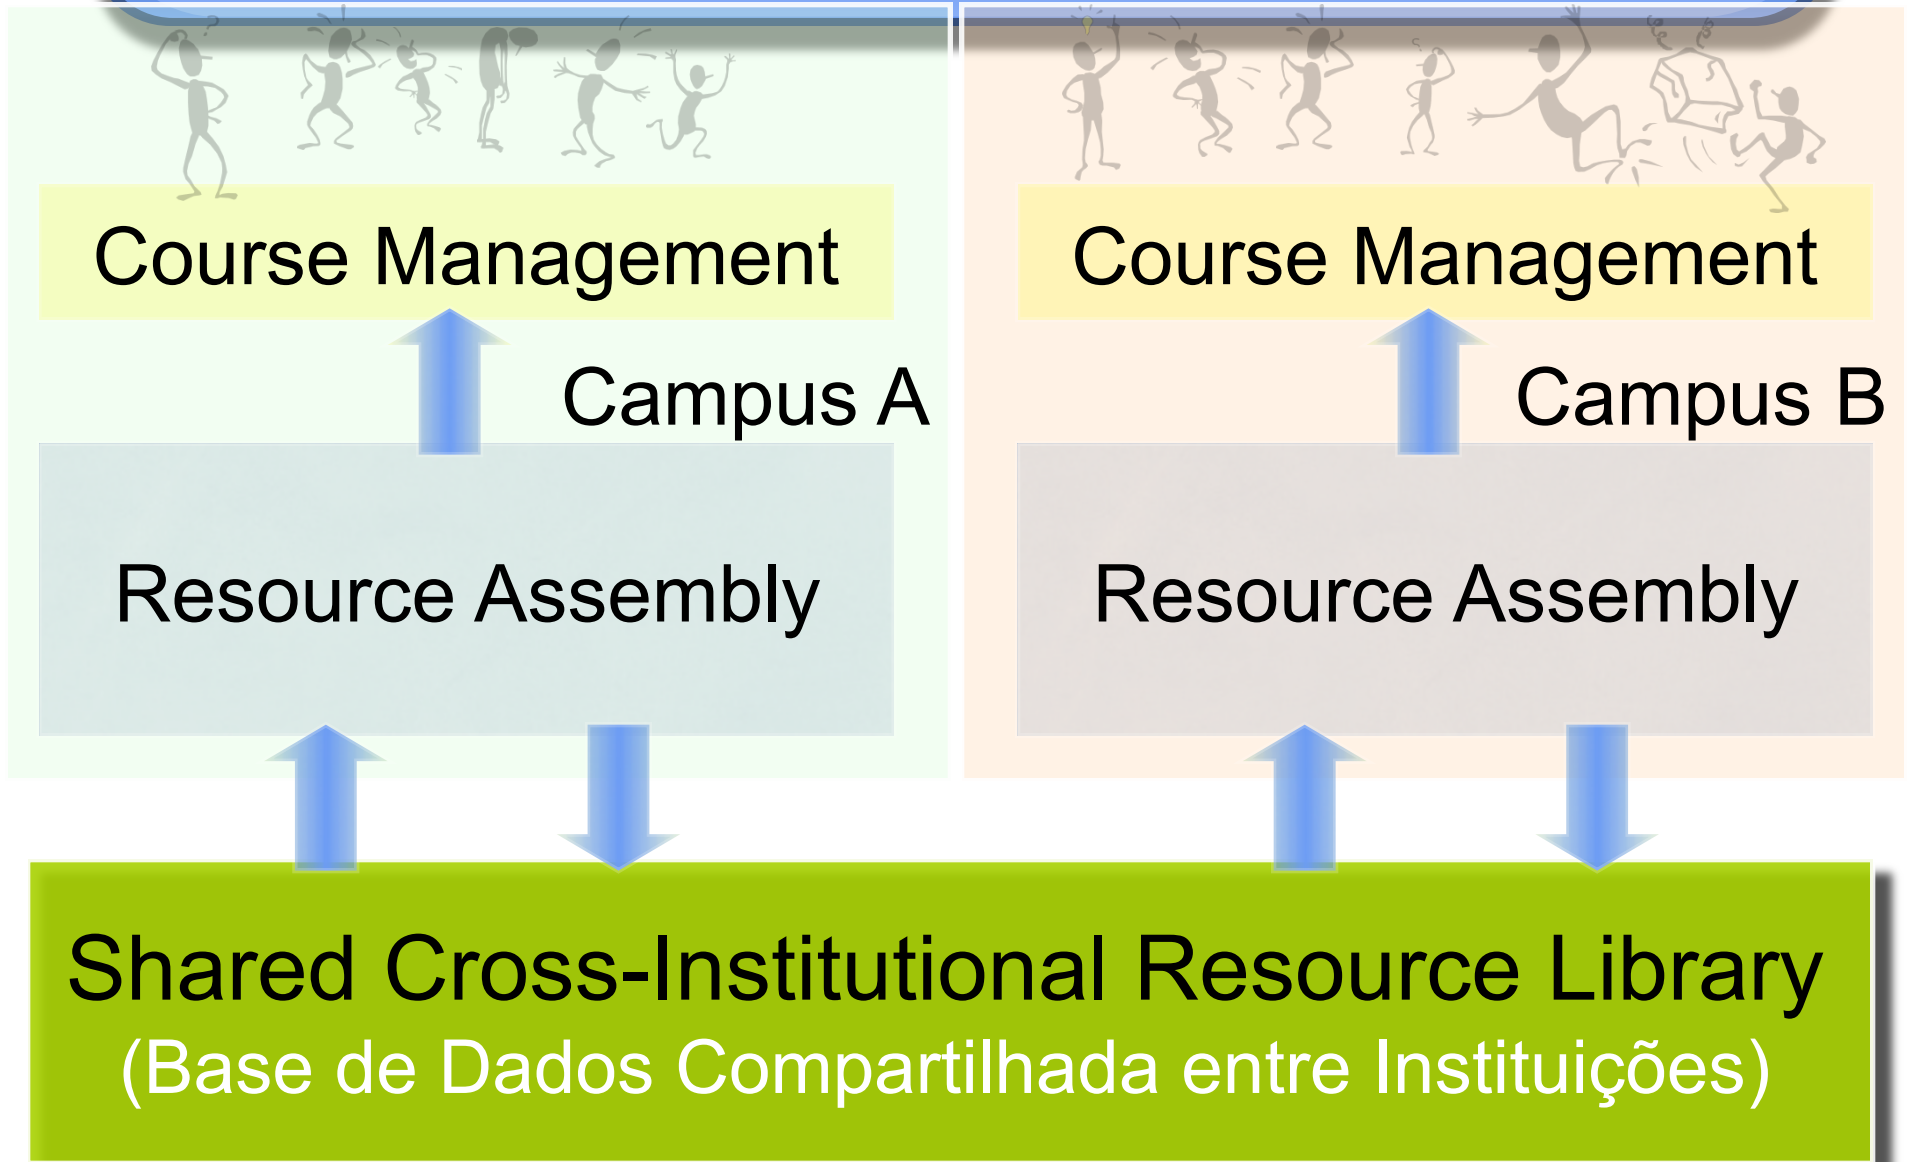 Course Management
Campus A
Resource Assembly
Course Management
Campus B
Resource Assembly
Shared Cross-Institutional Resource Library
(Base de Dados Compartilhada entre Instituições)